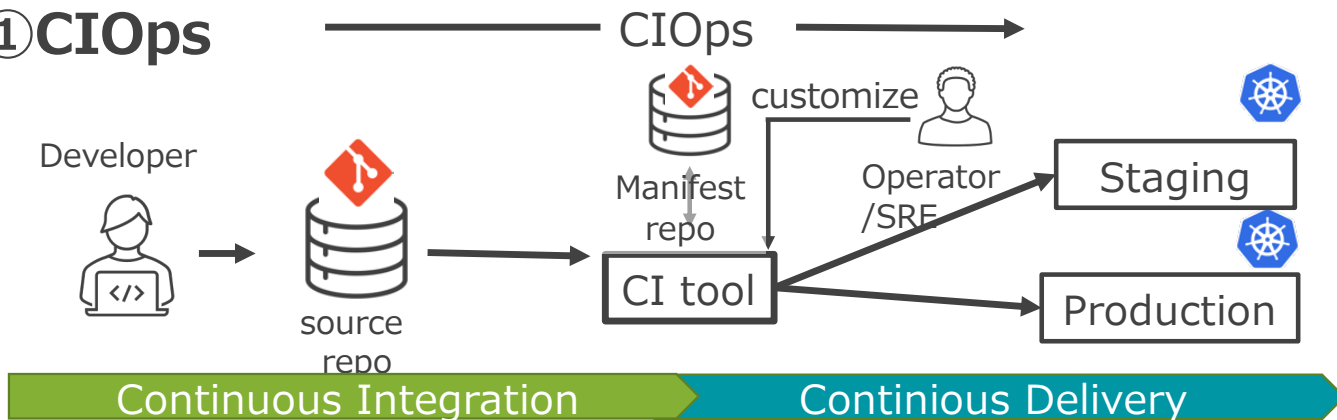 ①CIOps
CIOps
customize
Developer
Manifest
repo
Operator
/SRE
Staging
</>
source
repo
CI tool
Production
Continuous Integration
Continious Delivery